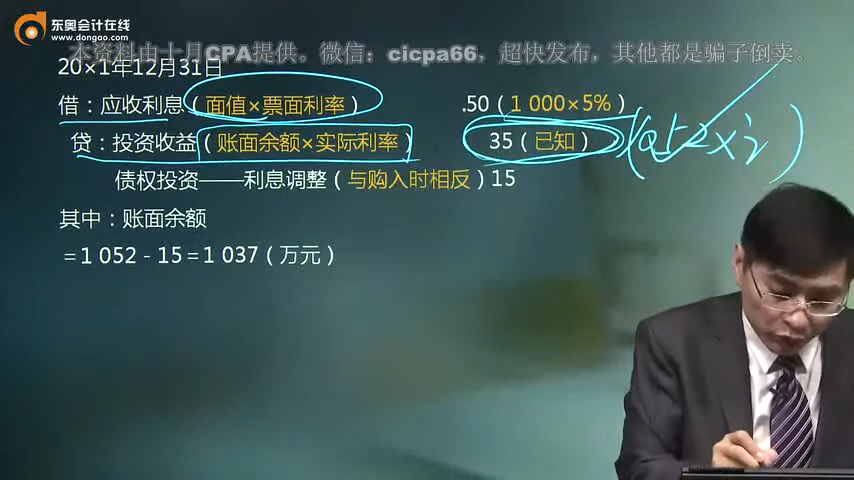 东奥会计在线
www.dongao.com
本资料由十月CPA提供。微信：cicpa66，超快发布，其他都是骗子倒卖。
20×1年12月31日
借：应收利息（面值×票面利率） .50（1 000×5%）
贷：投资收益（账面余额×实际利率） 35（已知） (1052×i2)
债权投资——利息调整（与购入时相反）15
其中：账面余额
＝1 052－15＝1 037（万元）